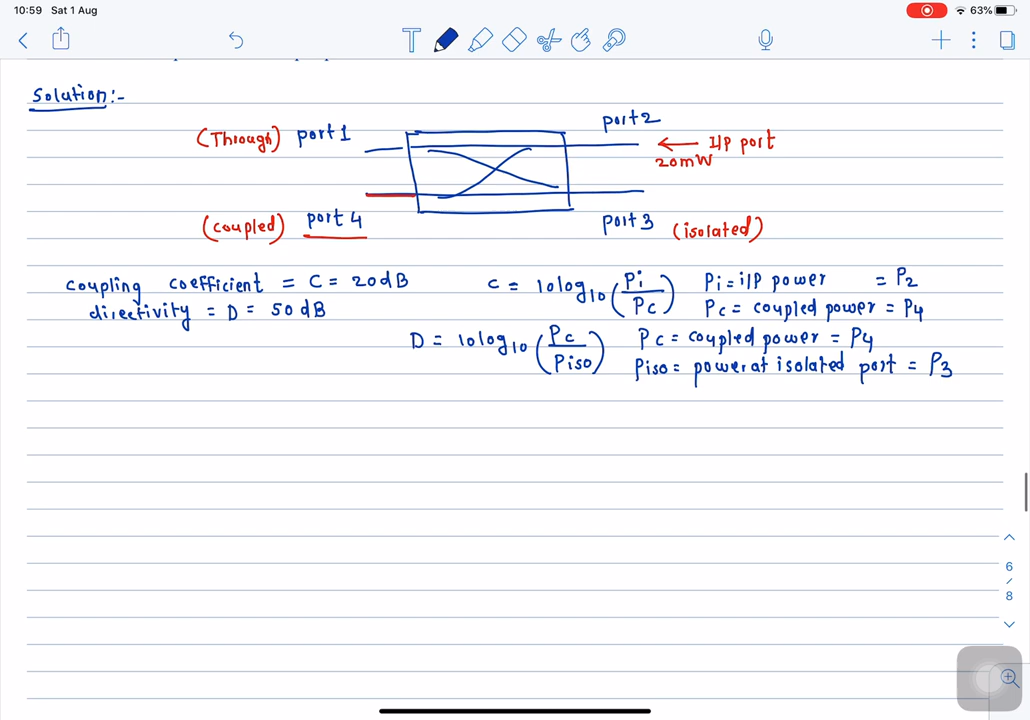 10:59 Sat 1 Aug 63%
Solution:-
(Through) port 1 port 2
← I/P port
20mW
(coupled) port 4 port 3 (isolated)
coupling coefficient = C = 20dB
directivity = D = 50dB
C = 10log10 (Pi/Pc) Pi = i/P power = P2
Pc = coupled power = P4
D = 10log10 (Pc/Piso) Pc = coupled power = P4
Piso = power at isolated port = P3
6
/
8